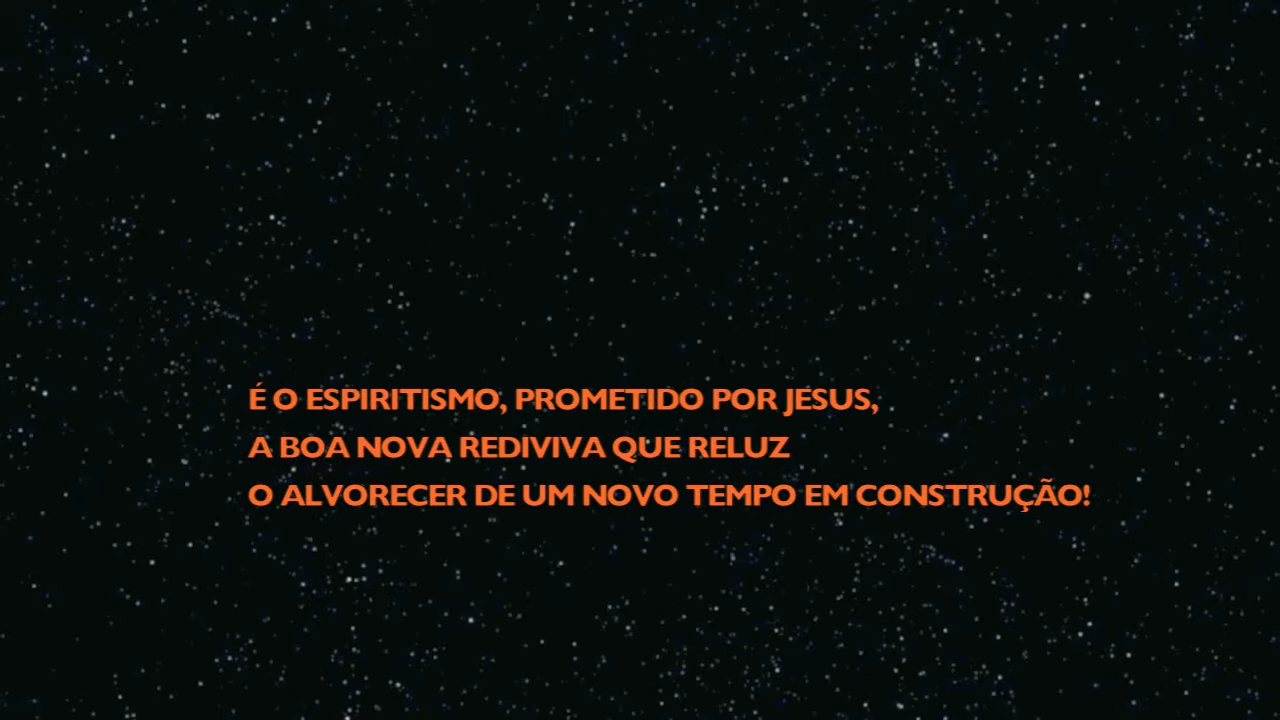 É O ESPIRITISMO, PROMETIDO POR JESUS,
A BOA NOVA REDIVIVA QUE RELUZ
O ALVORECER DE UM NOVO TEMPO EM CONSTRUÇÃO!